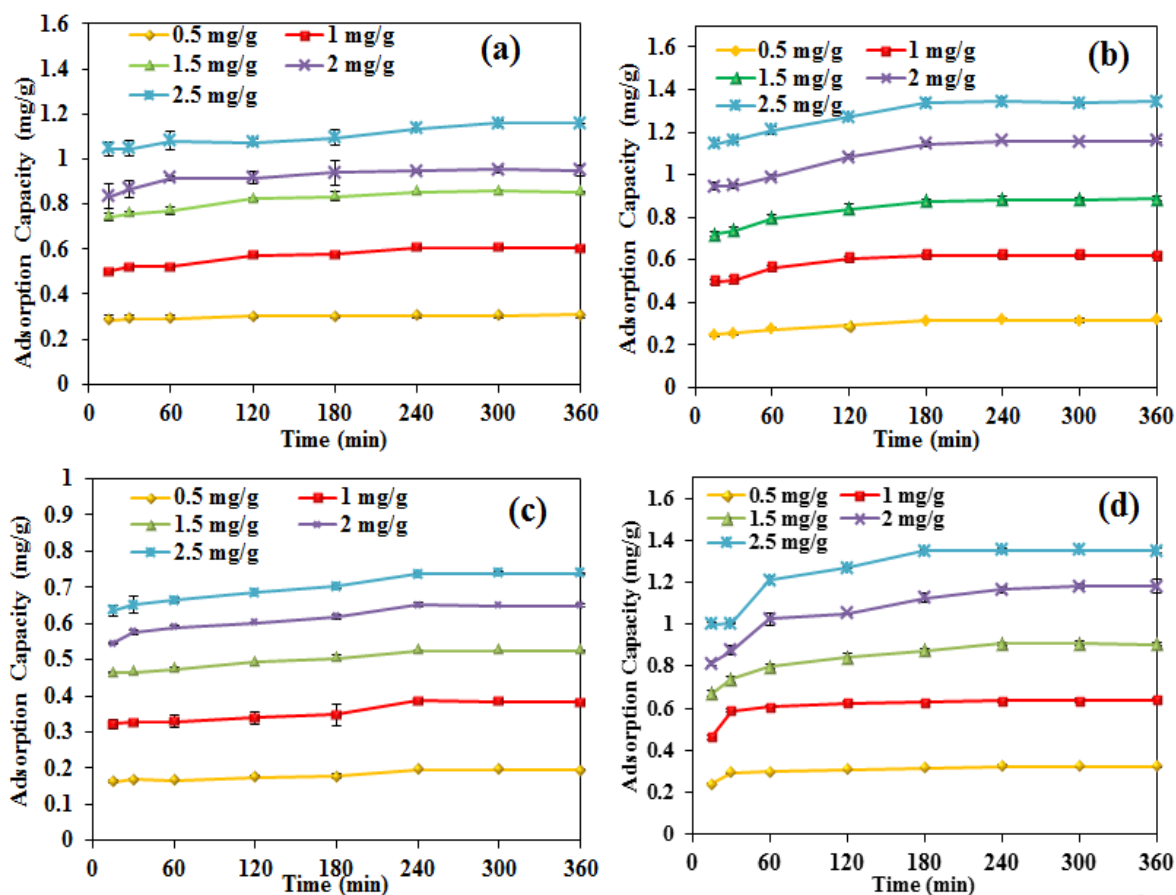 1.6
1.4
1.2
1
0.8
0.6
0.4
0.2
0
Adsorption Capacity (mg/g)
0.5 mg/g 1 mg/g
1.5 mg/g 2 mg/g
2.5 mg/g
(a)
0 60 120 180 240 300 360
Time (min)
1.6
1.4
1.2
1
0.8
0.6
0.4
0.2
0
Adsorption Capacity (mg/g)
0.5 mg/g 1 mg/g
1.5 mg/g 2 mg/g
2.5 mg/g
(b)
0 60 120 180 240 300 360
Time (min)
1
0.9
0.8
0.7
0.6
0.5
0.4
0.3
0.2
0.1
0
Adsorption Capacity (mg/g)
0.5 mg/g 1 mg/g
1.5 mg/g 2 mg/g
2.5 mg/g
(c)
0 60 120 180 240 300 360
Time (min)
1.6
1.4
1.2
1
0.8
0.6
0.4
0.2
0
Adsorption Capacity (mg/g)
0.5 mg/g 1 mg/g
1.5 mg/g 2 mg/g
2.5 mg/g
(d)
0 60 120 180 240 300 360
Time (min)